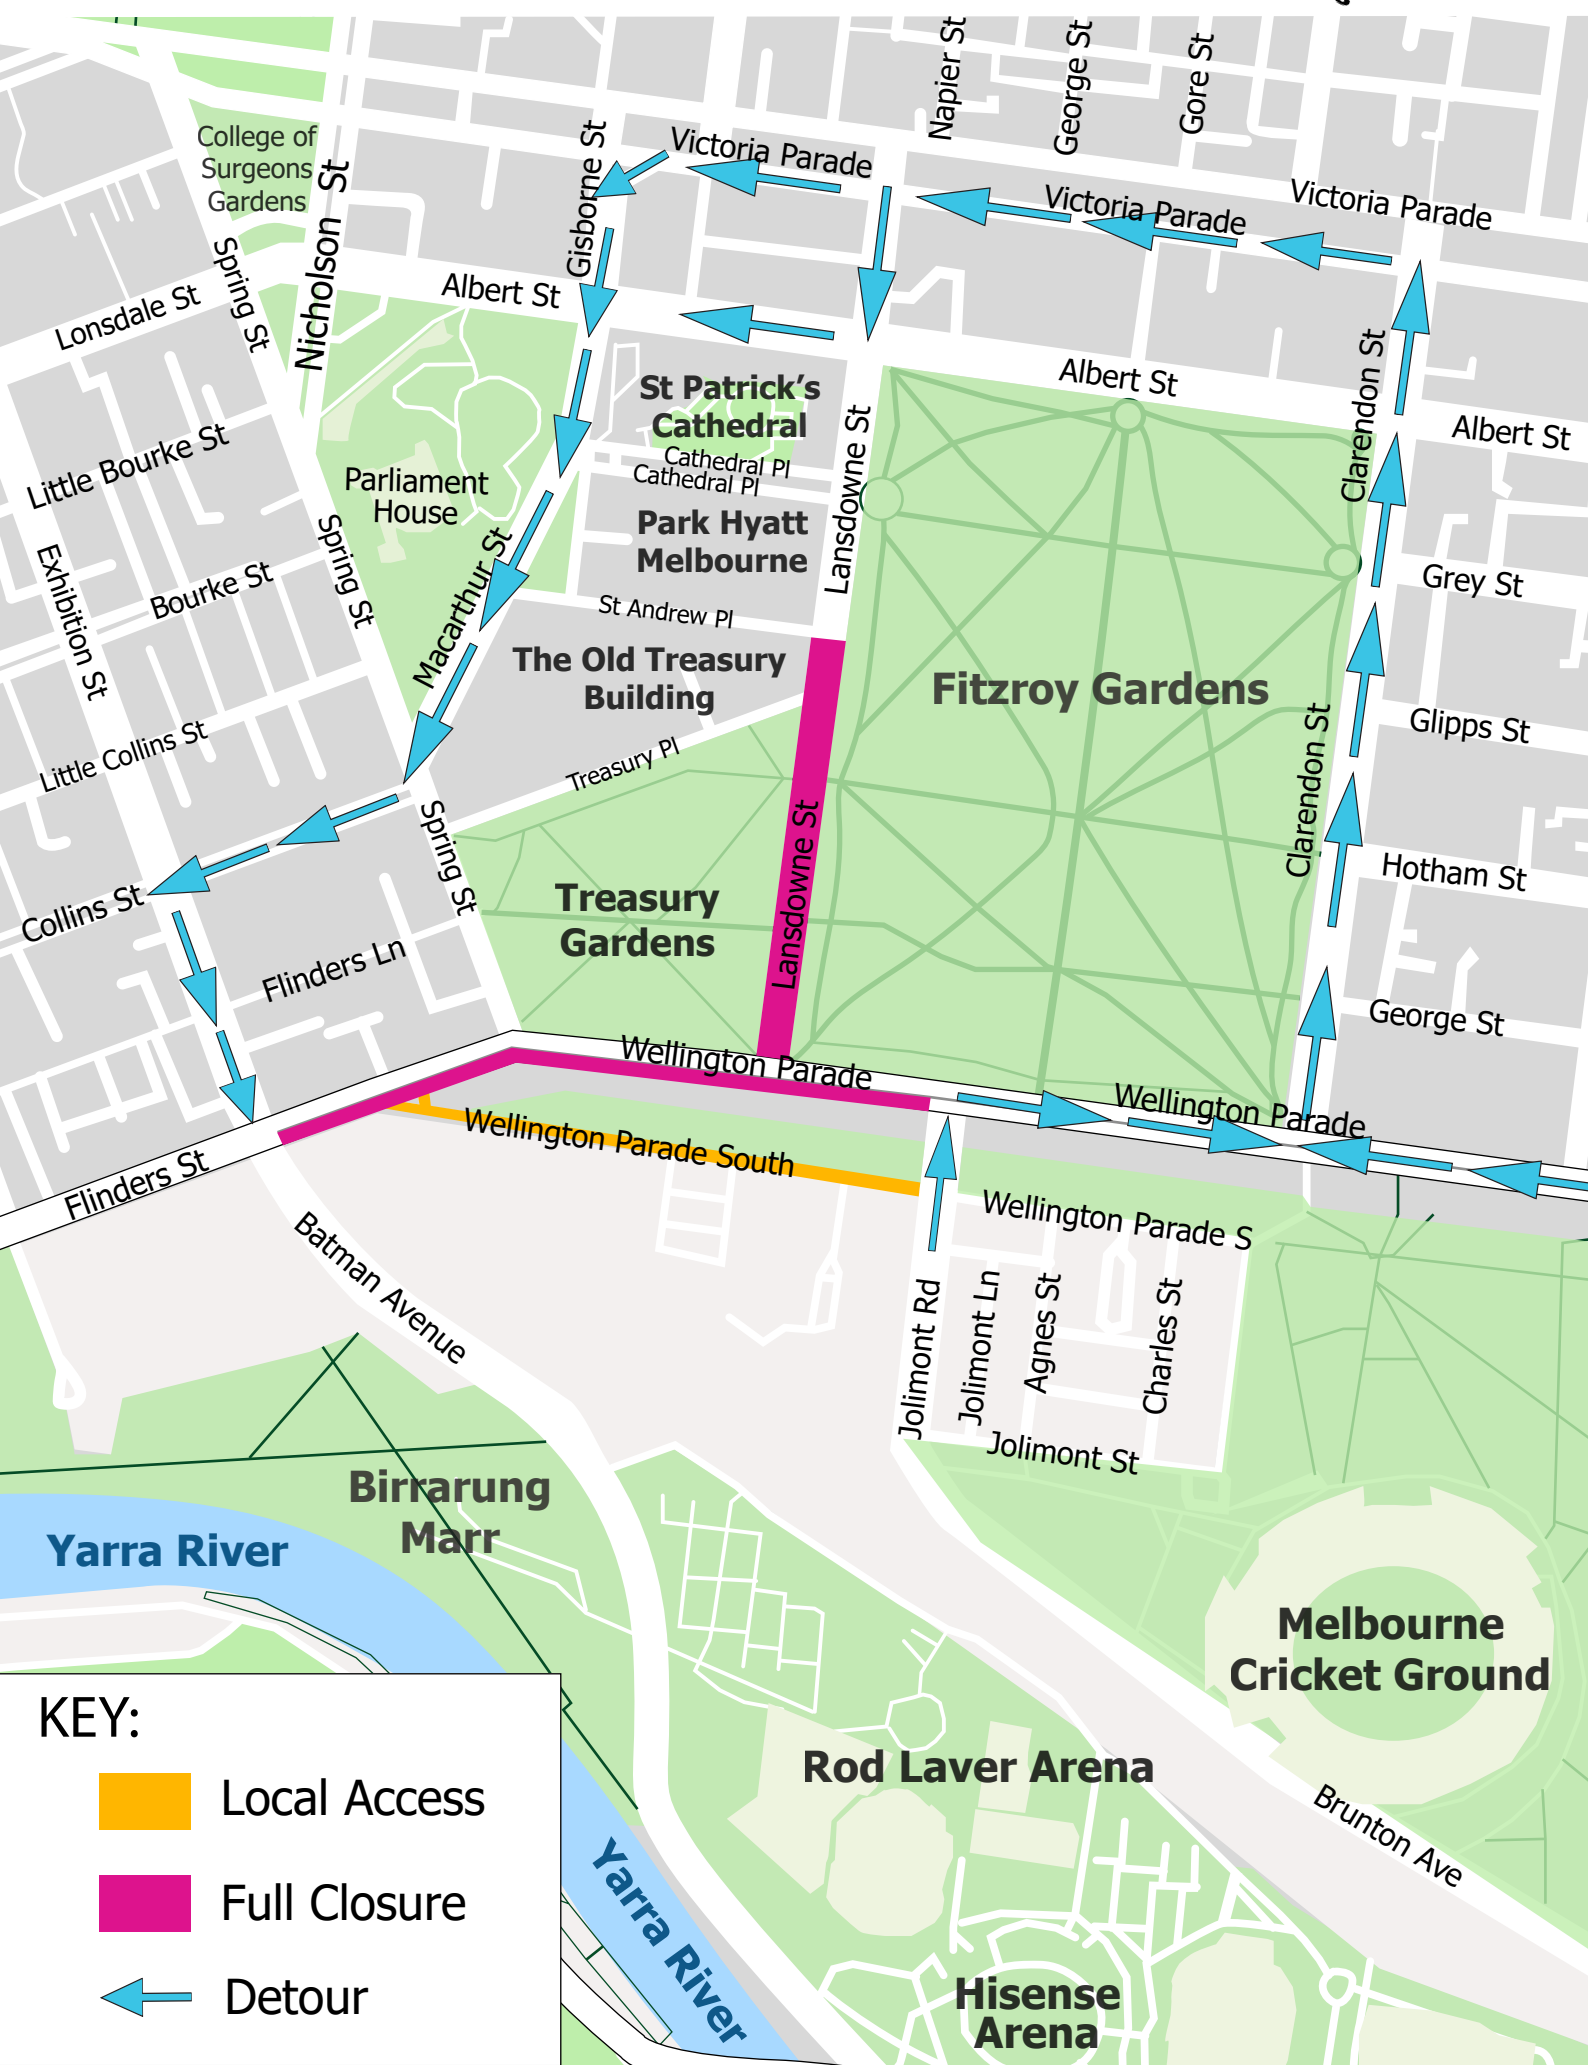 Napier St
George St
Gore St
College of
Surgeons
Gardens
Nicholson St
Gisborne St
Victoria Parade
Victoria Parade
Victoria Parade
Spring St
Lonsdale St
Albert St
Albert St
Albert St
Clarendon St
St Patrick's
Cathedral
Cathedral Pl
Cathedral Pl
Lansdowne St
Little Bourke St
Parliament
House
Park Hyatt
Melbourne
Spring St
Exhibition St
Bourke St
Macarthur St
St Andrew Pl
Grey St
The Old Treasury
Building
Fitzroy Gardens
Glipps St
Little Collins St
Treasury Pl
Clarendon St
Spring St
Lansdowne St
Hotham St
Treasury
Gardens
Collins St
Flinders Ln
George St
Wellington Parade
Wellington Parade
Wellington Parade South
Flinders St
Wellington Parade S
Batman Avenue
Jolimont Rd
Jolimont Ln
Agnes St
Charles St
Jolimont St
Birrarung
Marr
Yarra River
Melbourne
Cricket Ground
Rod Laver Arena
Brunton Ave
Yarra River
Hisense
Arena
KEY:
Local Access
Full Closure
Detour